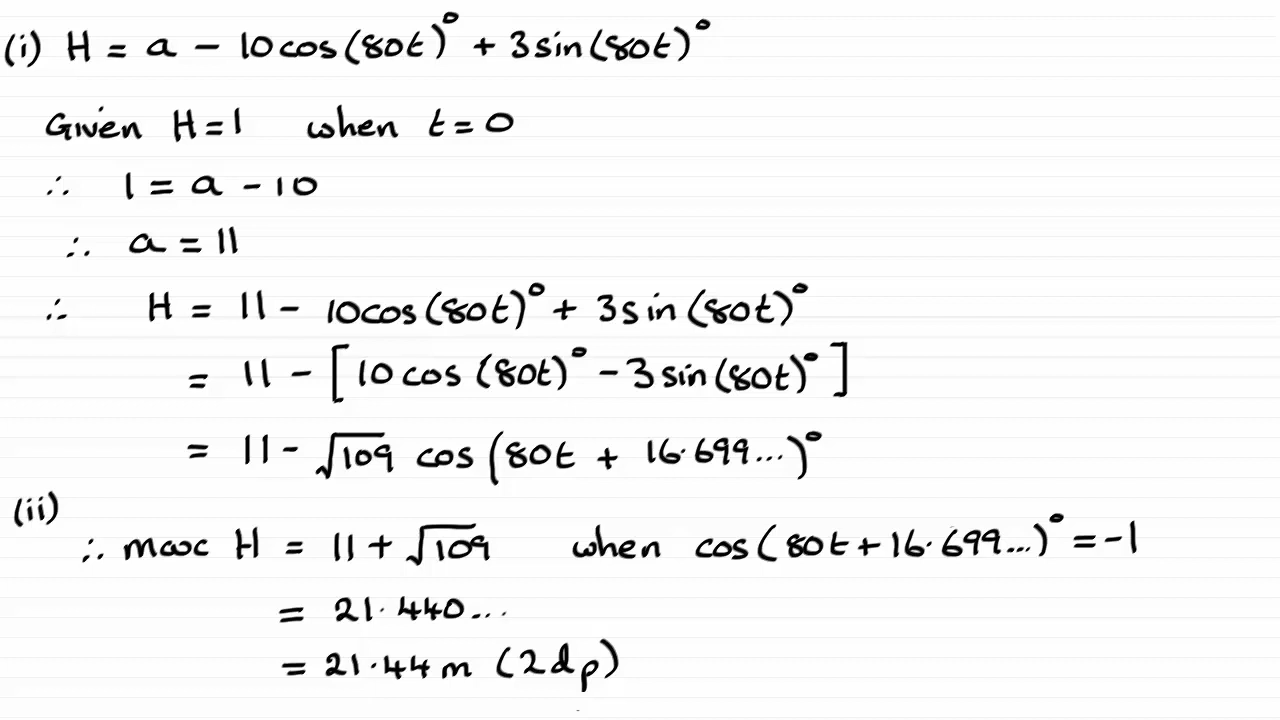 (i) H = a - 10cos(80t)° + 3sin(80t)°
Given H=1 when t=0
∴ 1 = a - 10
∴ a = 11
∴ H = 11 - 10cos(80t)° + 3sin(80t)°
= 11 - [10cos(80t)° - 3sin(80t)°]
= 11 - √109 cos(80t + 16.699...)°
(ii)
∴ max H = 11 + √109 when cos(80t + 16.699...)° = -1
= 21.440...
= 21.44m (2dp)